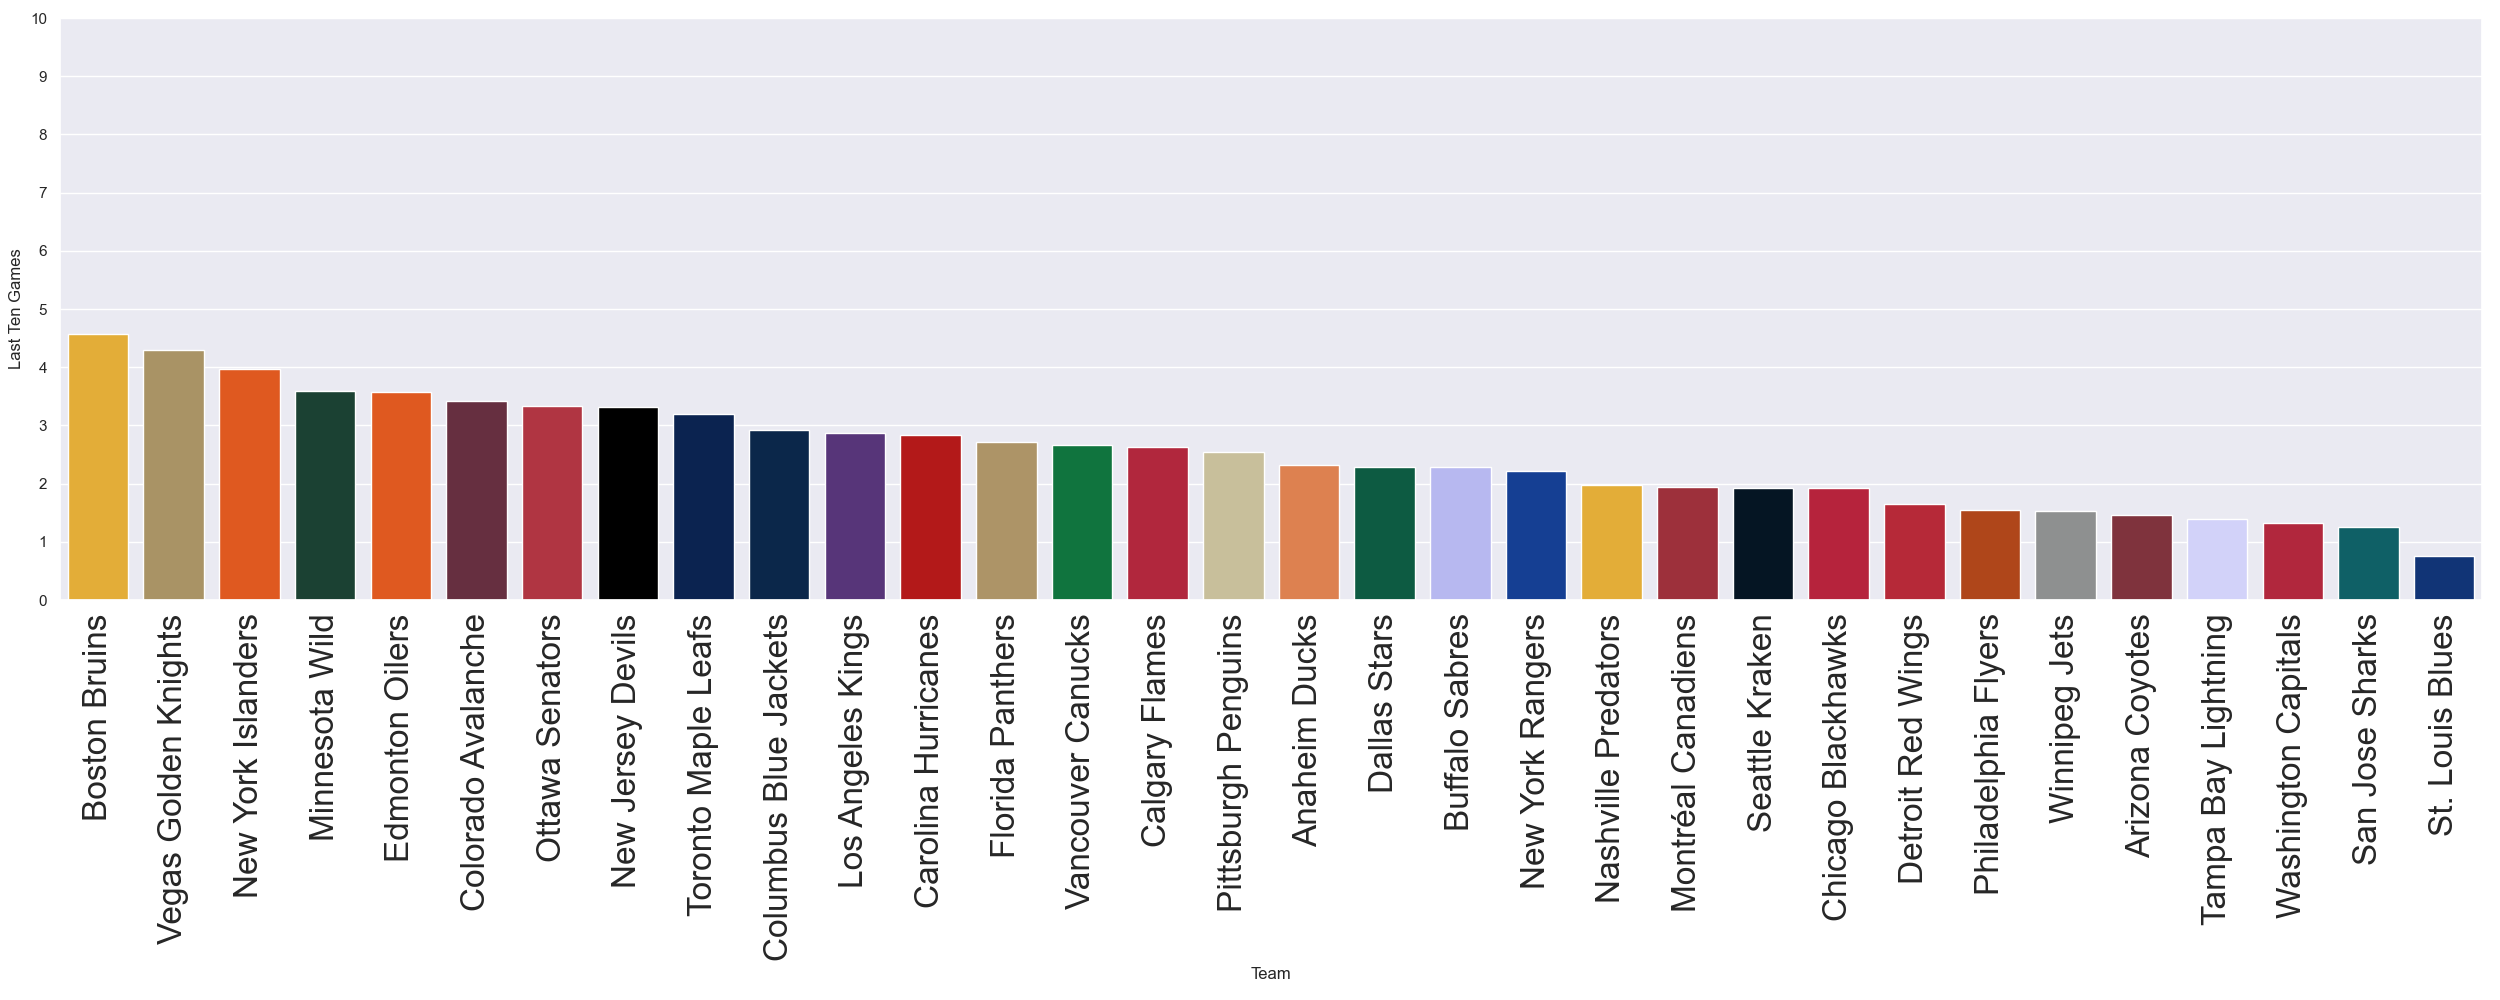 10
9
8
7
6
5
4
3
2
1
0
Last Ten Games
Boston Bruins
Vegas Golden Knights
New York Islanders
Minnesota Wild
Edmonton Oilers
Colorado Avalanche
Ottawa Senators
New Jersey Devils
Toronto Maple Leafs
Columbus Blue Jackets
Los Angeles Kings
Carolina Hurricanes
Florida Panthers
Vancouver Canucks
Calgary Flames
Pittsburgh Penguins
Anaheim Ducks
Dallas Stars
Buffalo Sabres
New York Rangers
Nashville Predators
Montréal Canadiens
Seattle Kraken
Chicago Blackhawks
Detroit Red Wings
Philadelphia Flyers
Winnipeg Jets
Arizona Coyotes
Tampa Bay Lightning
Washington Capitals
San Jose Sharks
St. Louis Blues
Team